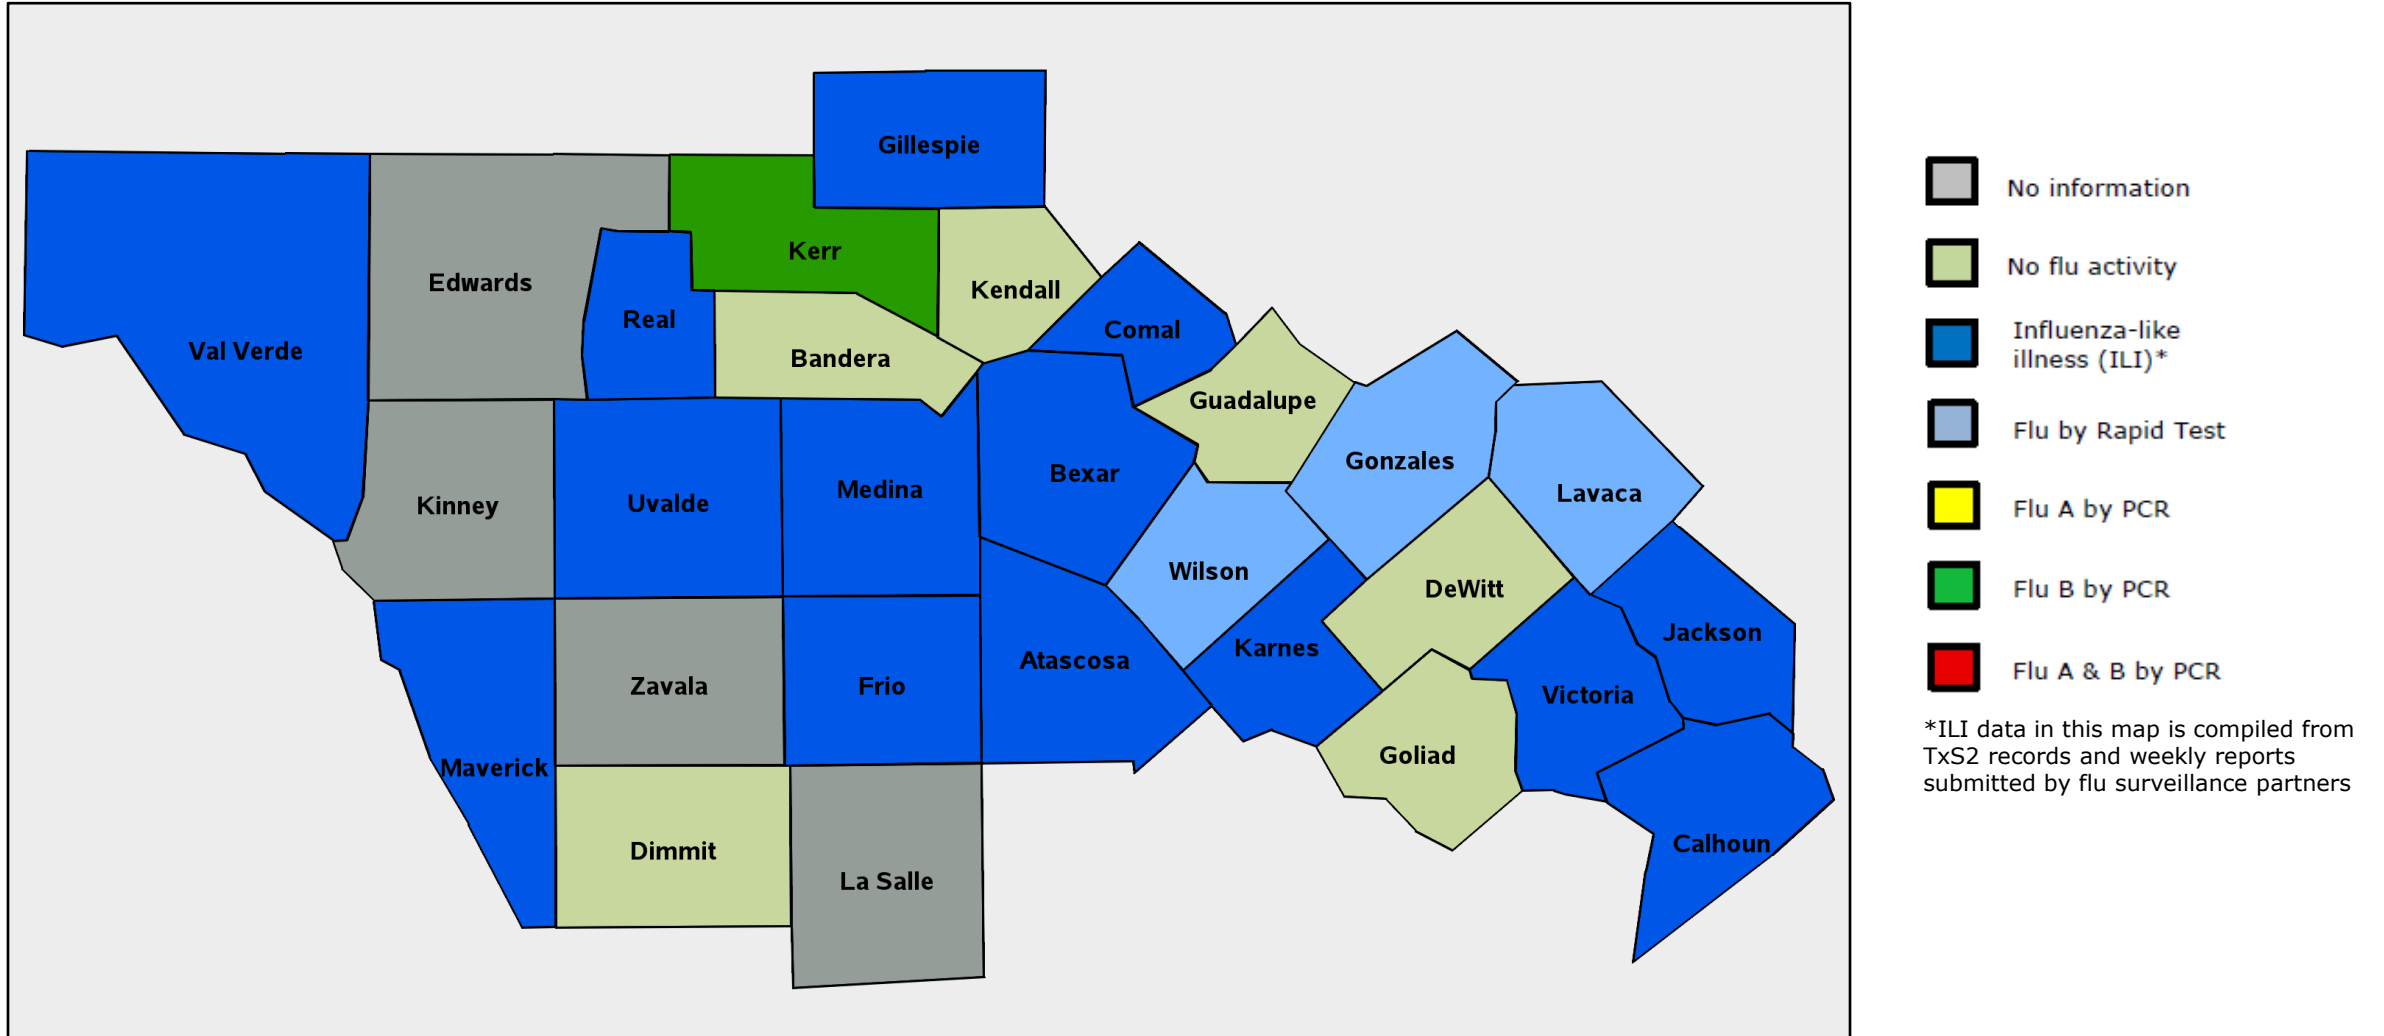 Gillespie
Kerr
Edwards
Kendall
Real
Comal
Val Verde
Bandera
Guadalupe
Gonzales
Bexar
Medina
Lavaca
Uvalde
Kinney
Wilson
DeWitt
Jackson
Karnes
Atascosa
Zavala
Frio
Victoria
Goliad
Maverick
Calhoun
Dimmit
La Salle
No information
No flu activity
Influenza-like
illness (ILI)*
Flu by Rapid Test
Flu A by PCR
Flu B by PCR
Flu A & B by PCR
*ILI data in this map is compiled from
TxS2 records and weekly reports
submitted by flu surveillance partners